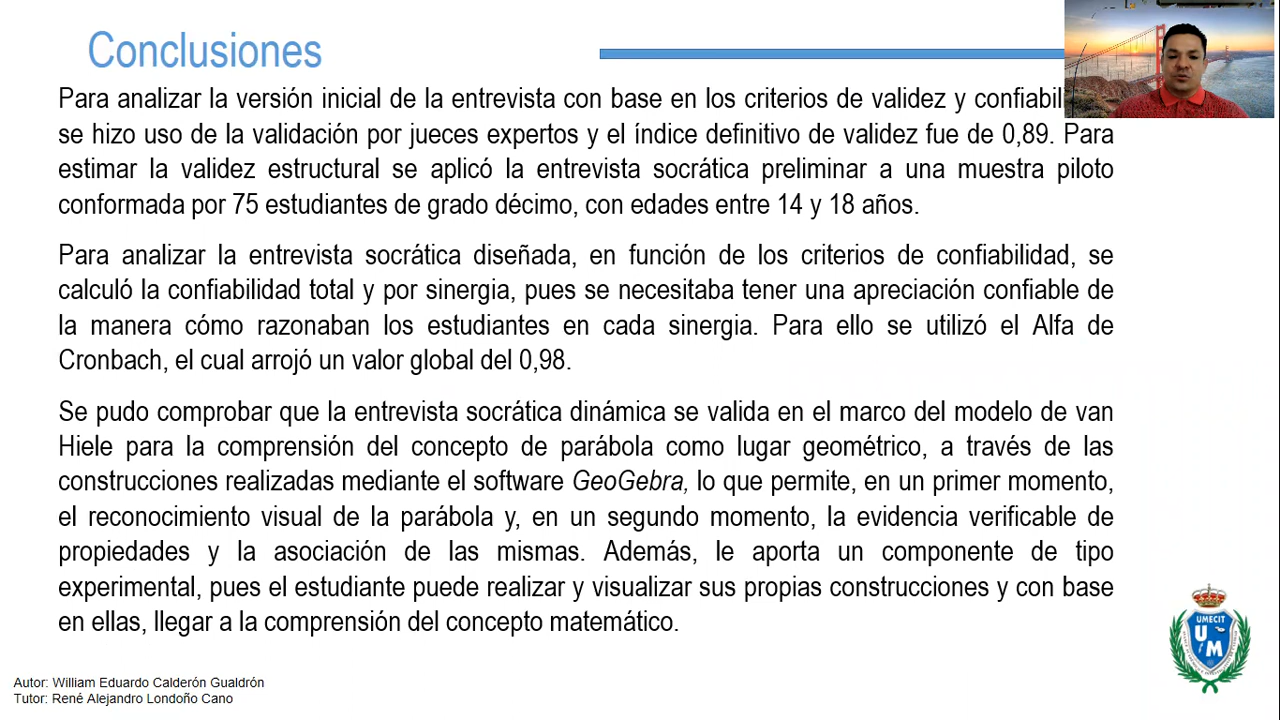 Conclusiones
Para analizar la versión inicial de la entrevista con base en los criterios de validez y
se hizo uso de la validación por jueces expertos y el índice definitivo de validez fue de 0,89. Para
estimar la validez estructural se aplicó la entrevista socrática preliminar a una muestra piloto
conformada por 75 estudiantes de grado décimo, con edades entre 14 y 18 años.
Para analizar la entrevista socrática diseñada, en función de los criterios de confiabilidad, se
calculó la confiabilidad total y por sinergia, pues se necesitaba tener una apreciación confiable de
la manera cómo razonaban los estudiantes en cada sinergia. Para ello se utilizó el Alfa de
Cronbach, el cual arrojó un valor global del 0,98.
Se pudo comprobar que la entrevista socrática dinámica se valida en el marco del modelo de van
Hiele para la comprensión del concepto de parábola como lugar geométrico, a través de las
construcciones realizadas mediante el software GeoGebra, lo que permite, en un primer momento,
el reconocimiento visual de la parábola y, en un segundo momento, la evidencia verificable de
propiedades y la asociación de las mismas. Además, le aporta un componente de tipo
experimental, pues el estudiante puede realizar y visualizar sus propias construcciones y con base
en ellas, llegar a la comprensión del concepto matemático.
UMECIT
U M
Autor: William Eduardo Calderón Gualdrón
Tutor: René Alejandro Londoño Cano